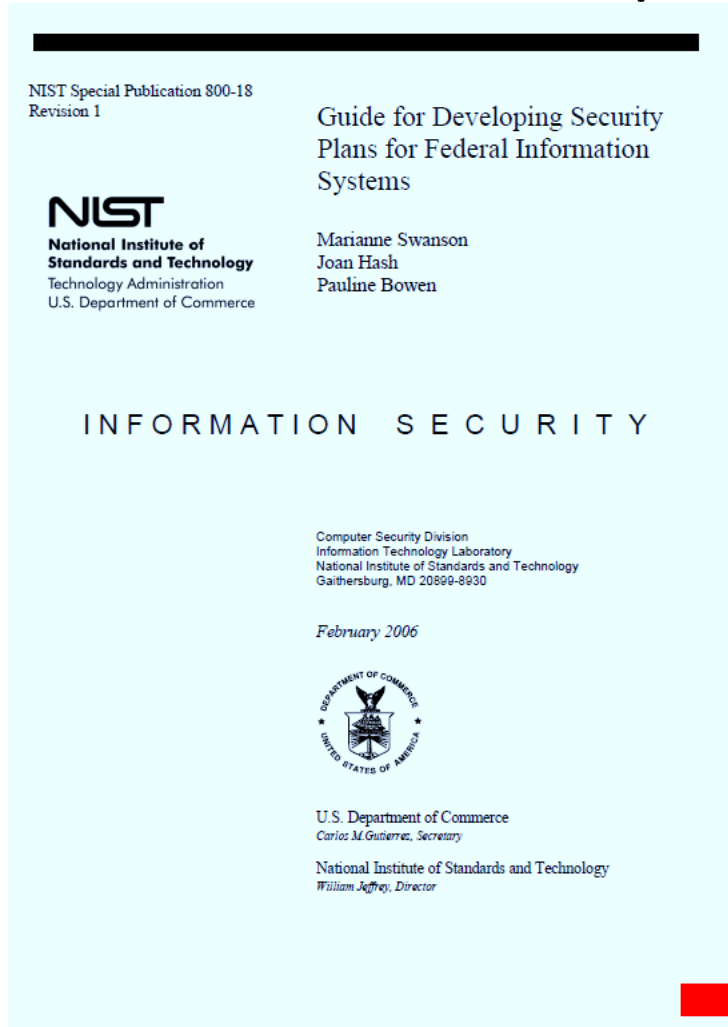 NIST Special Publication 800-18
Revision 1
Guide for Developing Security
Plans for Federal Information
Systems
Marianne Swanson
Joan Hash
Pauline Bowen
NIST
National Institute of
Standards and Technology
Technology Administration
U.S. Department of Commerce
INFORMATION SECURITY
Computer Security Division
Information Technology Laboratory
National Institute of Standards and Technology
Gaithersburg, MD 20899-8930
February 2006
DEPARTMENT OF COMMERCE
UNITED STATES OF AMERICA
U.S. Department of Commerce
Carlos M.Gutierrez, Secretary
National Institute of Standards and Technology
William Jeffrey, Director